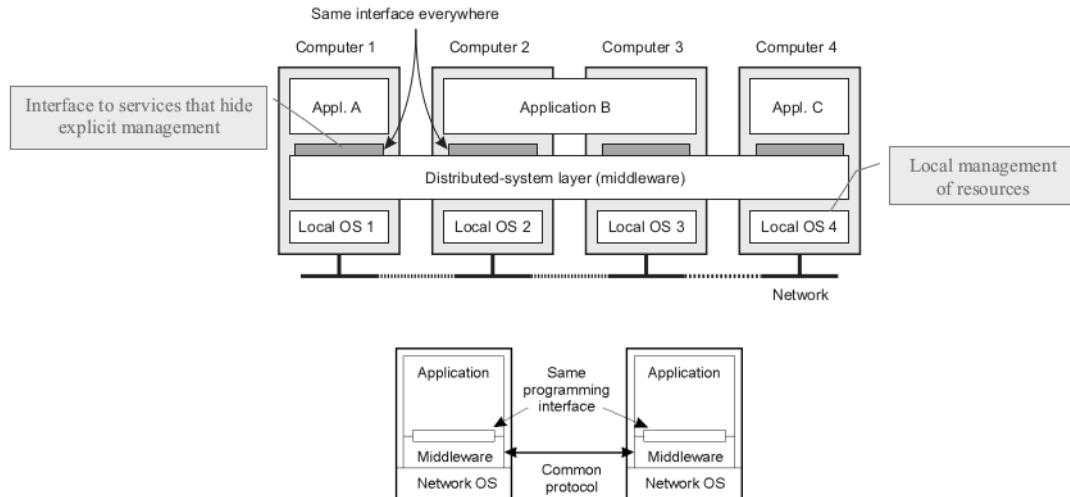 Same interface everywhere
Computer 1
Computer 2
Computer 3
Computer 4
Interface to services that hide
explicit management
Appl. A
Application B
Appl. C
Distributed-system layer (middleware)
Local management
of resources
Local OS 1
Local OS 2
Local OS 3
Local OS 4
Network
Application
Same
programming
interface
Application
Middleware
Middleware
Network OS
Common
protocol
Network OS